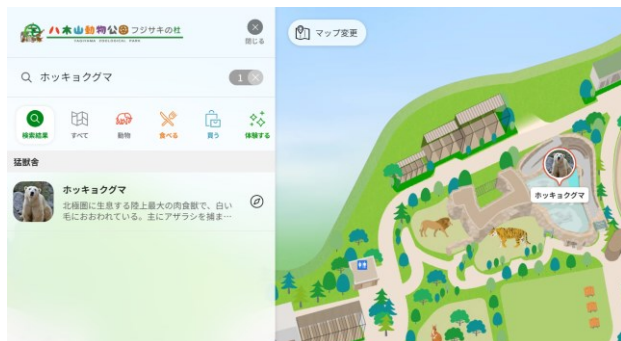 八木山動物公園フジサキの杜
YAGIYAMA ZOOLOGICAL PARK
閉じる
マップ変更
ホッキョクグマ
1
検索結果
すべて
動物
食べる
買う
体験する
猛獣舎
ホッキョクグマ
北極圏に生息する陸上最大の肉食獣で、白い
毛におおわれている。主にアザラシを捕ま…
ホッキョクグマ